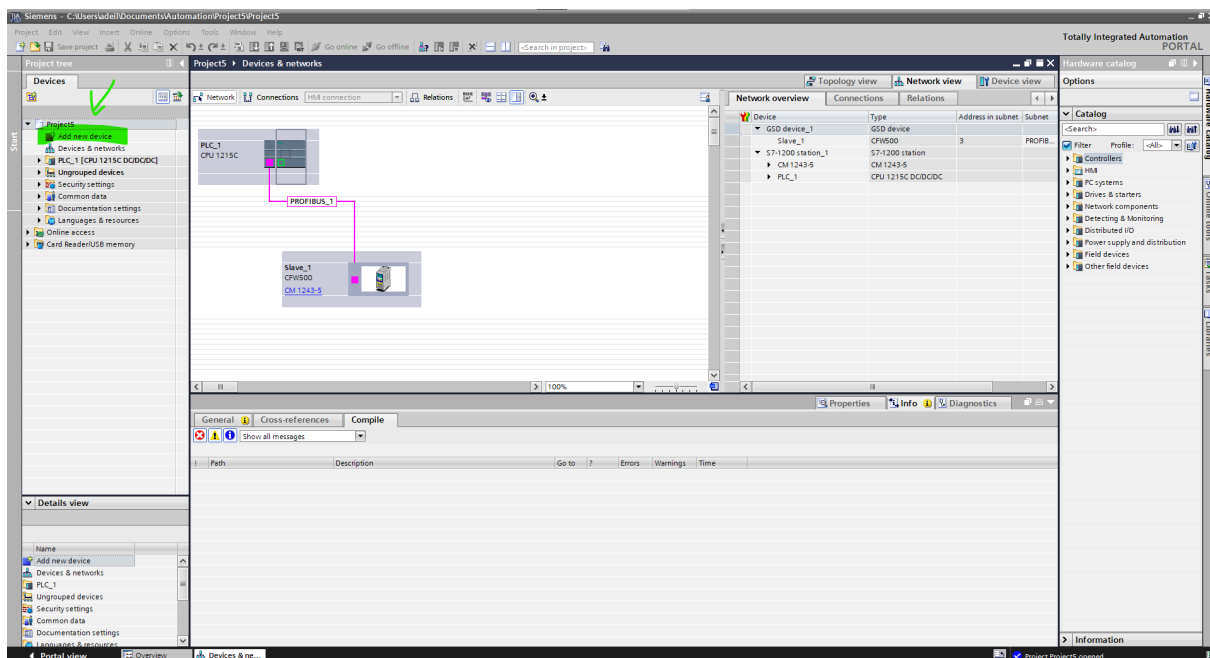 Siemens - C:\Users\adeil\Documents\Automation\Project5\Project5
Project Edit View Insert Online Options Tools Window Help
Save project Go online Go offline <Search in project>
Totally Integrated Automation
PORTAL
Project tree
Project5 Devices & networks
Hardware catalog
Devices
Topology view Network view Device view
Options
Network Connections HMI connection Relations
Network overview Connections Relations
Device Type Address in subnet Subnet
GSD device_1 GSD device
Slave_1 CFW500 3 PROFIB...
S7-1200 station_1 S7-1200 station
CM 1243-5 CM 1243-5
PLC_1 CPU 1215C DC/DC/DC
Catalog
<Search>
Filter Profile: <All>
Controllers
HMI
PC systems
Drives & starters
Network components
Detecting & Monitoring
Distributed I/O
Power supply and distribution
Field devices
Other field devices
Hardware catalog
Online tools
Tasks
Libraries
Start
Project5
Add new device
Devices & networks
PLC_1 [CPU 1215C DC/DC/DC]
Ungrouped devices
Security settings
Common data
Documentation settings
Languages & resources
Online access
Card Reader/USB memory
PLC_1
CPU 1215C
PROFIBUS_1
Slave_1
CFW500
CM 1243-5
100%
Properties Info Diagnostics
General Cross-references Compile
Show all messages
! Path Description Go to ? Errors Warnings Time
Details view
Name
Add new device
Devices & networks
PLC_1
Ungrouped devices
Security settings
Common data
Documentation settings
Languages & resources
Information
Portal view Overview Devices & ne... Project Project5 opened.